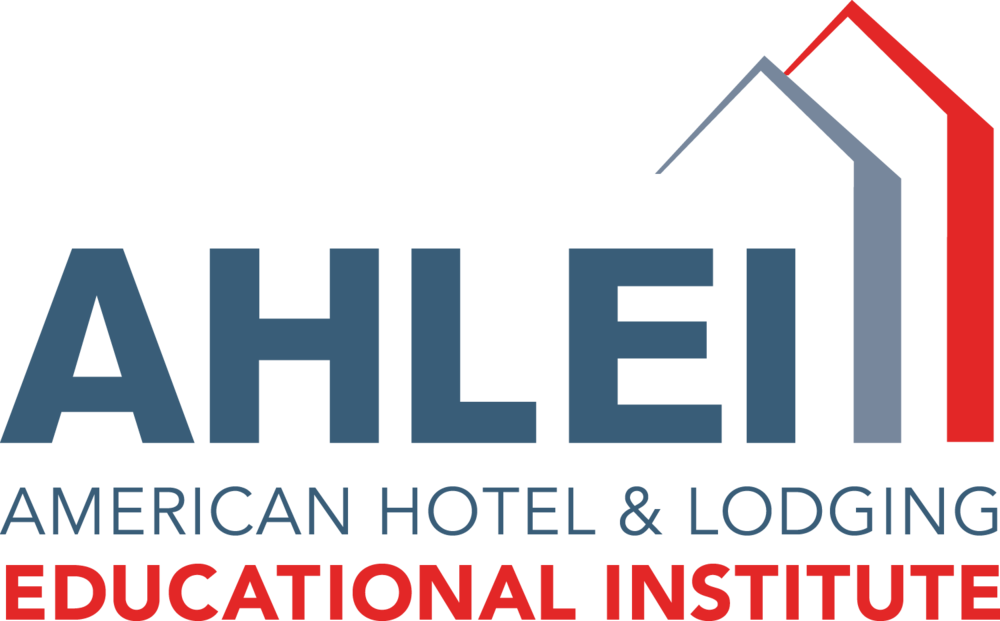 AHLEI
AMERICAN HOTEL & LODGING
EDUCATIONAL INSTITUTE